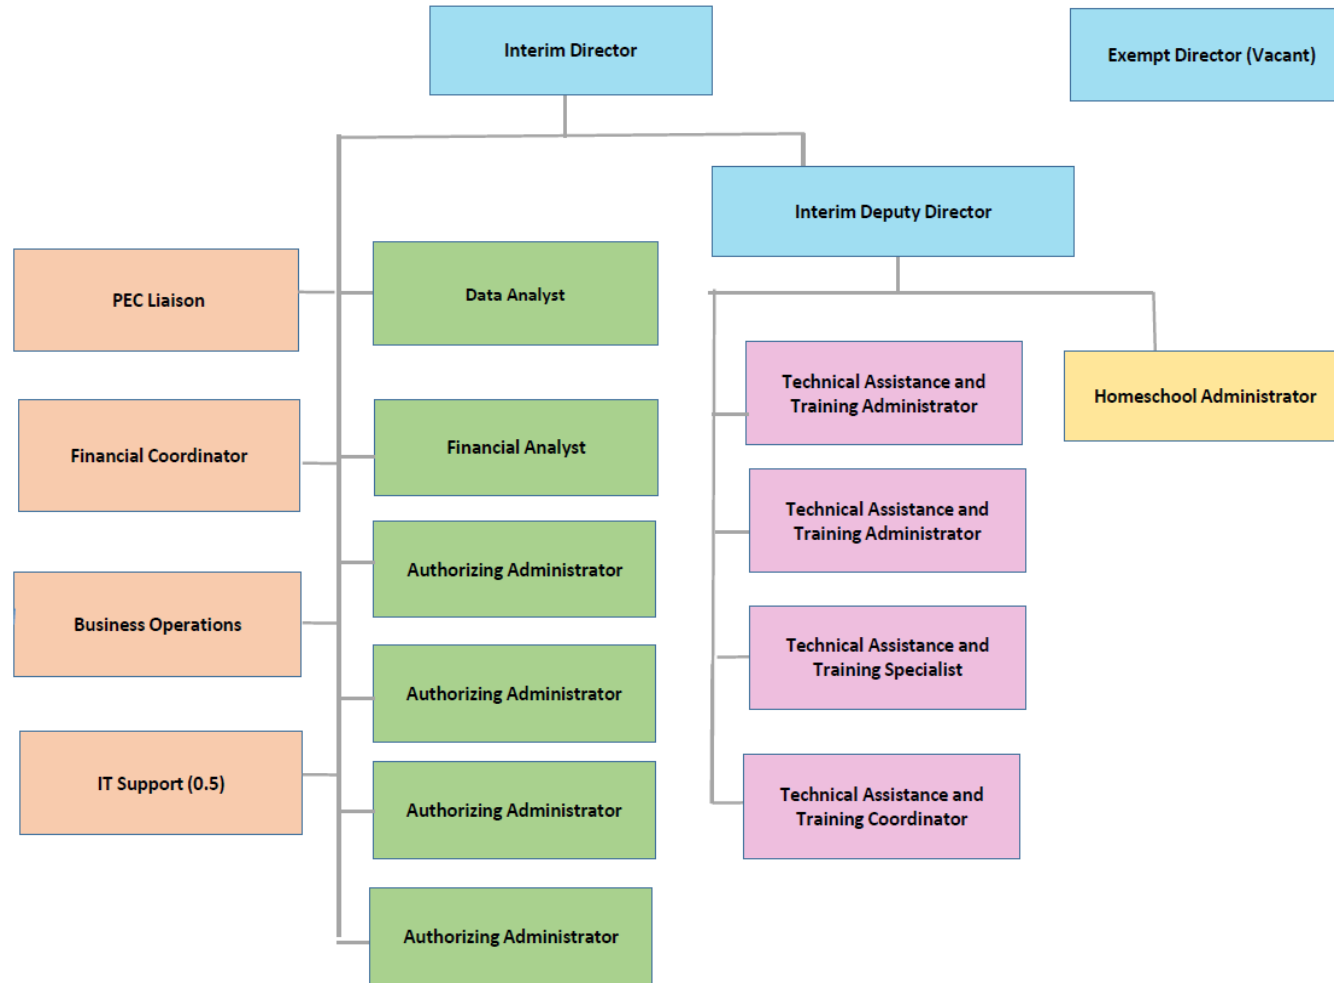 Interim Director
Exempt Director (Vacant)
Interim Deputy Director
PEC Liaison
Data Analyst
Technical Assistance and
Training Administrator
Homeschool Administrator
Financial Coordinator
Financial Analyst
Technical Assistance and
Training Administrator
Authorizing Administrator
Business Operations
Technical Assistance and
Training Specialist
Authorizing Administrator
IT Support (0.5)
Technical Assistance and
Training Coordinator
Authorizing Administrator
Authorizing Administrator